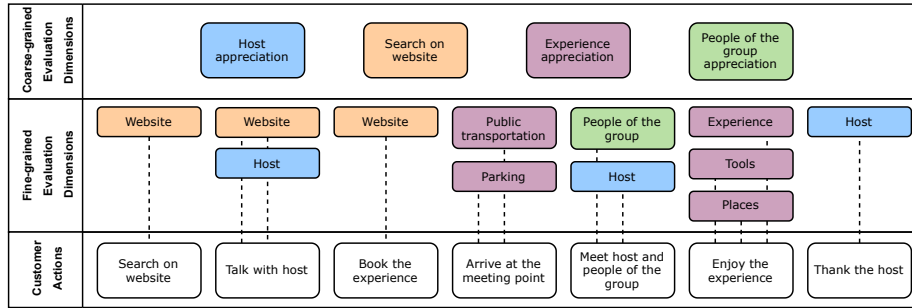 Coarse-grained
Evaluation
Dimensions
Host
appreciation
Search on
website
Experience
appreciation
People of the
group
appreciation
Fine-grained
Evaluation
Dimensions
Website
Website
Host
Website
Public
transportation
Parking
People of the
group
Host
Experience
Tools
Places
Host
Customer
Actions
Search on
website
Talk with host
Book the
experience
Arrive at the
meeting point
Meet host and
people of the
group
Enjoy the
experience
Thank the host